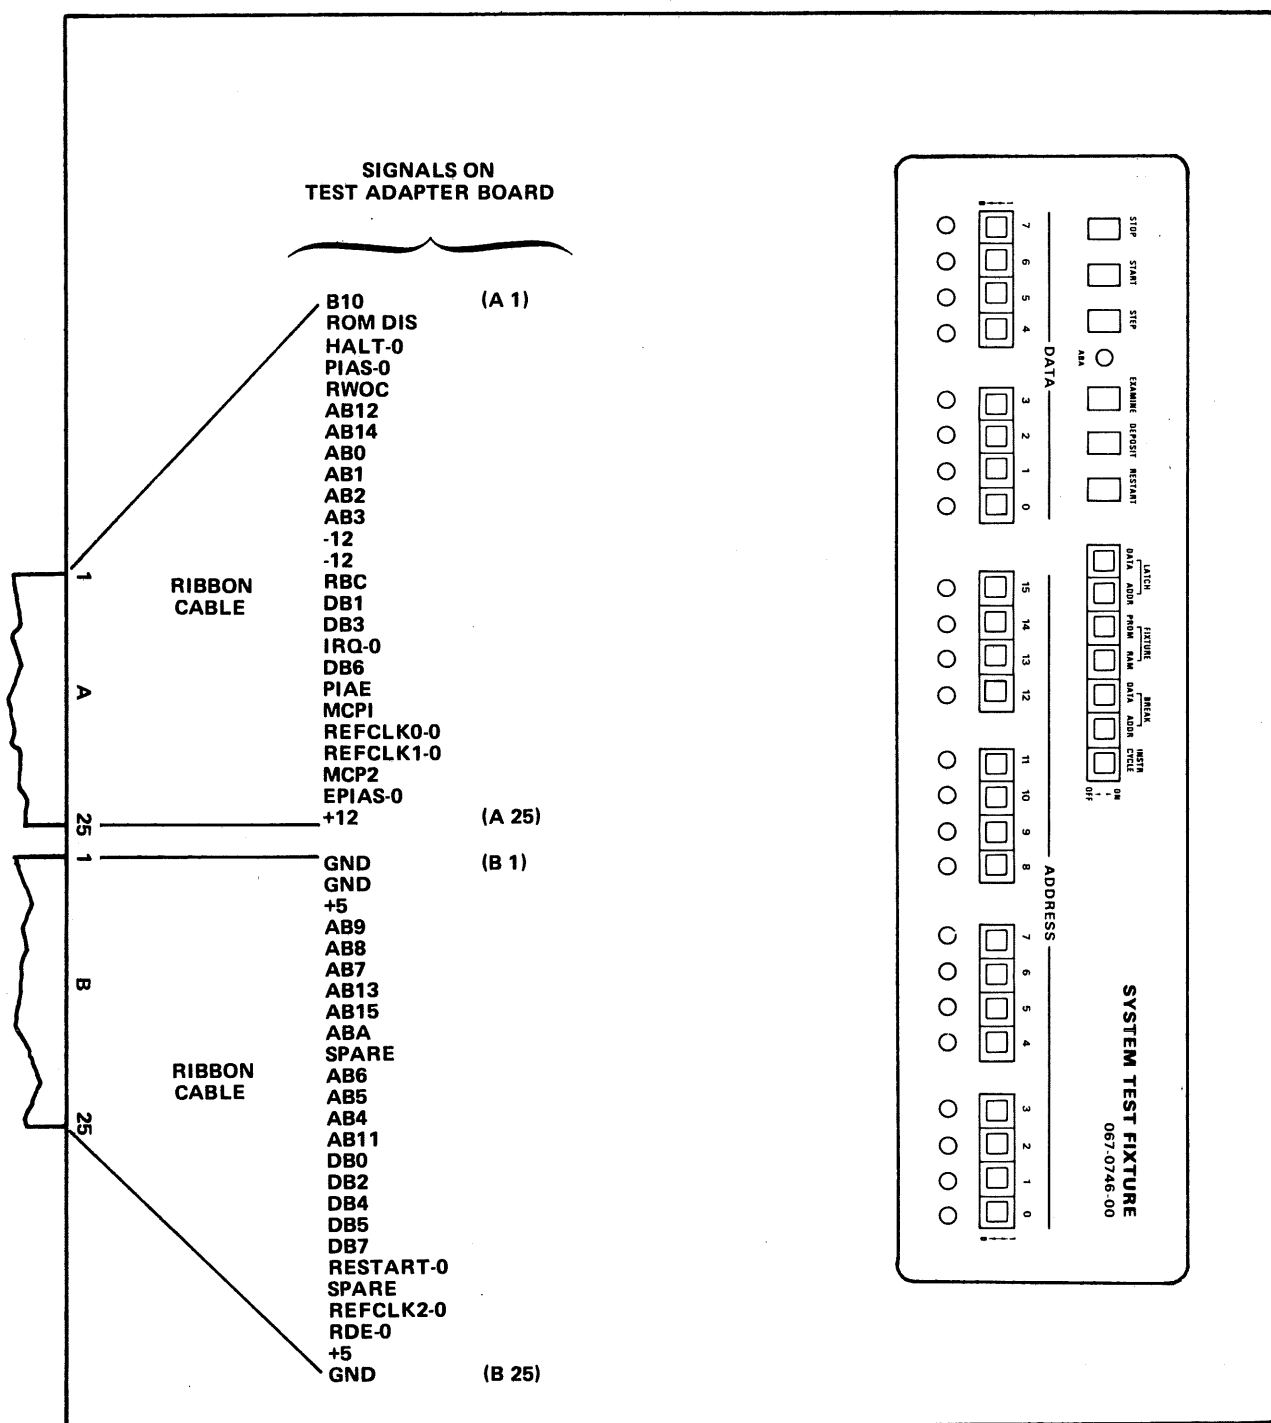 SIGNALS ON
TEST ADAPTER BOARD
B10 (A 1)
ROM DIS
HALT-0
PIAS-0
RWOC
AB12
AB14
AB0
AB1
AB2
AB3
-12
-12
RBC
DB1
DB3
IRQ-0
DB6
PIAE
MCPI
REFCLK0-0
REFCLK1-0
MCP2
EPIAS-0
+12 (A 25)
GND (B 1)
GND
+5
AB9
AB8
AB7
AB13
AB15
ABA
SPARE
AB6
AB5
AB4
AB11
DB0
DB2
DB4
DB5
DB7
RESTART-0
SPARE
REFCLK2-0
RDE-0
+5
GND (B 25)
1
RIBBON
CABLE
A
25
1
B
RIBBON
CABLE
25
STOP START STEP ABA EXAMINE DEPOSIT RESTART
LATCH FIXTURE BREAK INSTR
DATA ADDR PROM RAM DATA ADDR CYCLE
ON
OFF
DATA ADDRESS
7 6 5 4 3 2 1 0
15 14 13 12 11 10 9 8 7 6 5 4 3 2 1 0
SYSTEM TEST FIXTURE
067-0746-00